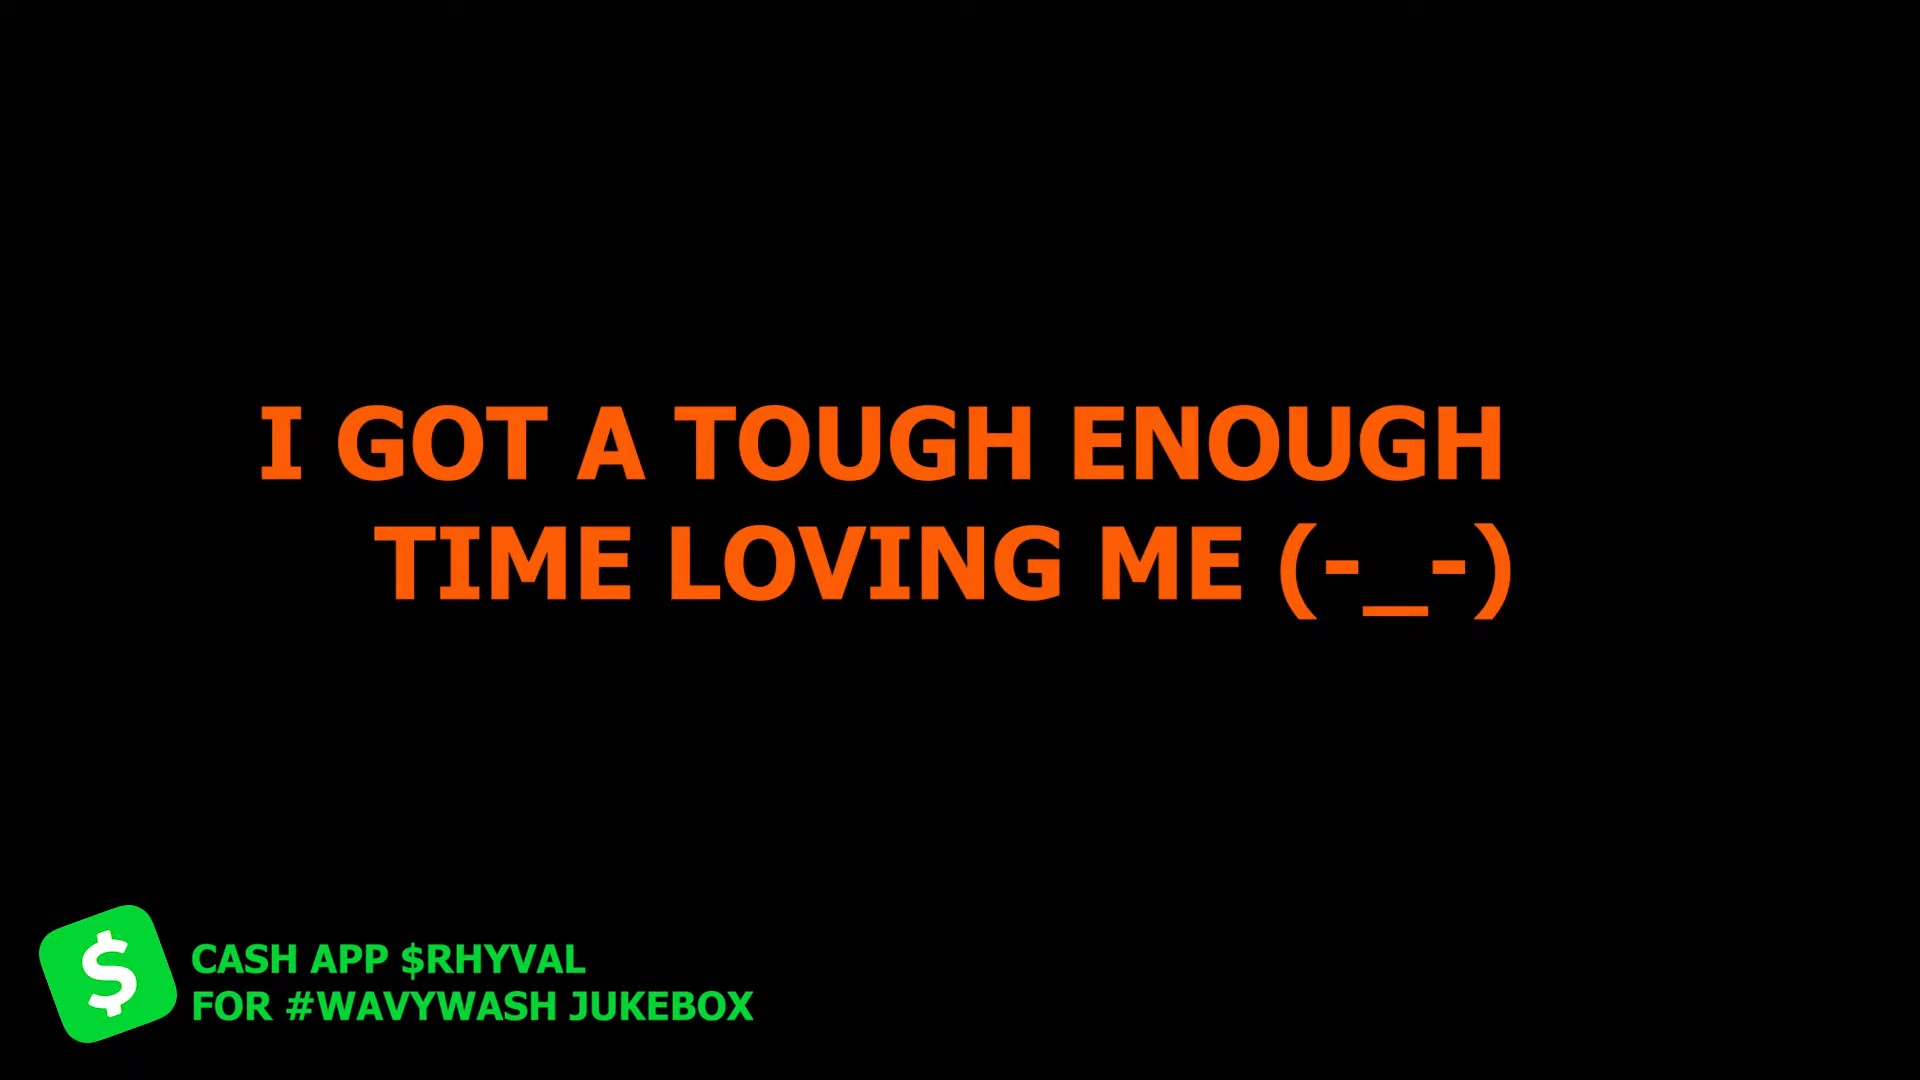 I GOT A TOUGH ENOUGH
TIME LOVING ME (-_-)
$
CASH APP $RHYVAL
FOR #WAVYWASH JUKEBOX